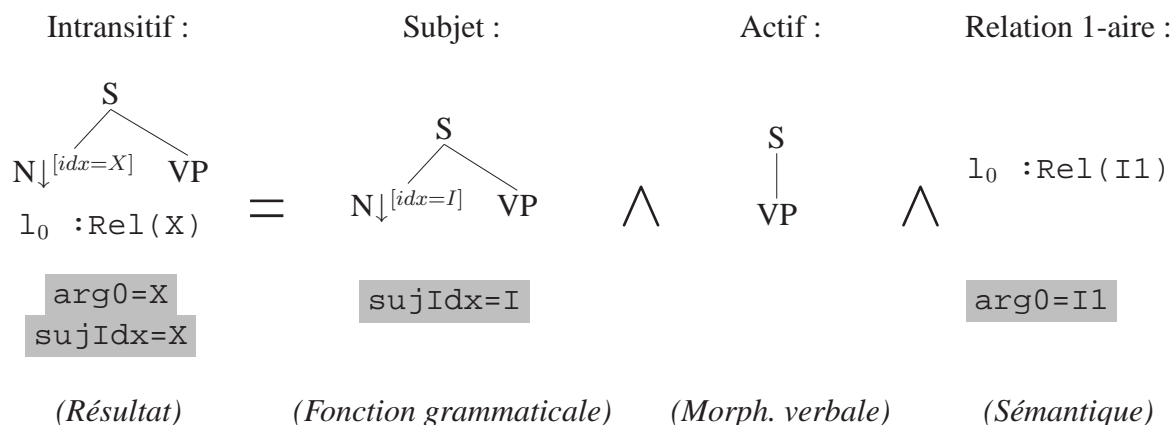 Intransitif : Subjet : Actif : Relation 1-aire :
S
S S
N↓[idx=X] VP l₀ :Rel(I1)
N↓[idx=I] VP VP
l₀ :Rel(X) = ∧ ∧
arg0=X sujIdx=I arg0=I1
sujIdx=X
(Résultat) (Fonction grammaticale) (Morph. verbale) (Sémantique)